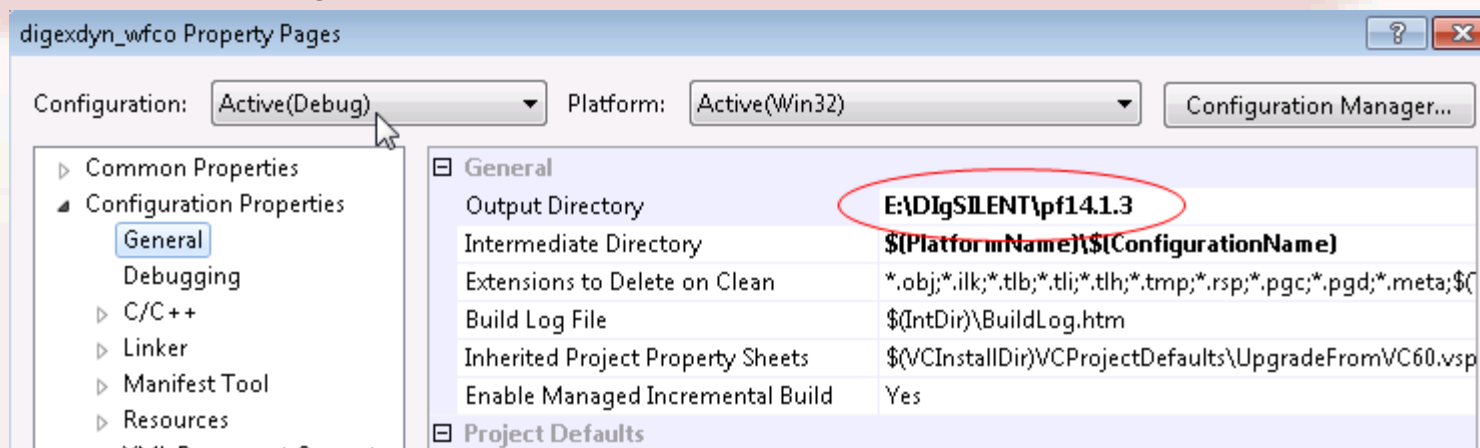 digexdyn_wfco Property Pages
Configuration: Active(Debug) Platform: Active(Win32) Configuration Manager...
Common Properties
Configuration Properties
General
Debugging
C/C++
Linker
Manifest Tool
Resources
General
Output Directory E:\DIgSILENT\pf14.1.3
Intermediate Directory $(PlatformName)\$(ConfigurationName)
Extensions to Delete on Clean *.obj;*.ilk;*.tlb;*.tli;*.tlh;*.tmp;*.rsp;*.pgc;*.pgd;*.meta;$(
Build Log File $(IntDir)\BuildLog.htm
Inherited Project Property Sheets $(VCInstallDir)VCProjectDefaults\UpgradeFromVC60.vsp
Enable Managed Incremental Build Yes
Project Defaults